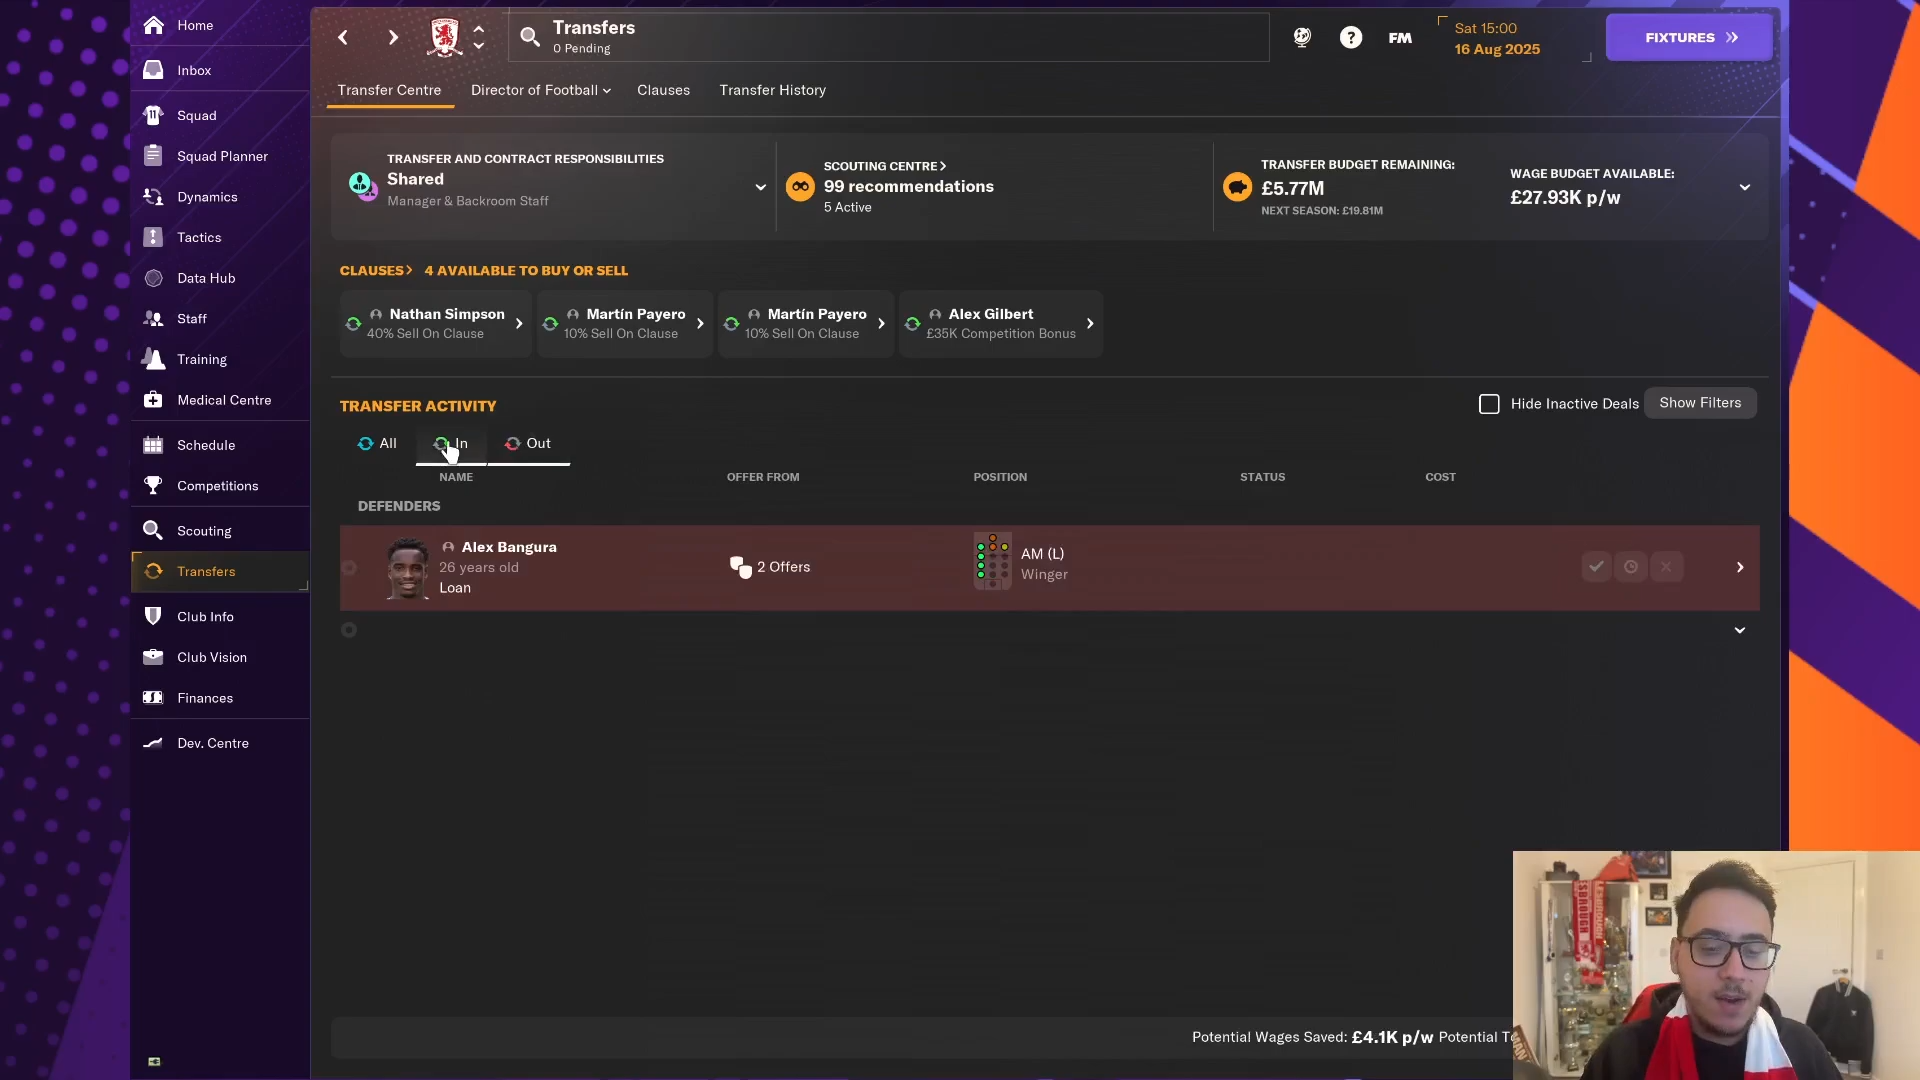 Home
Inbox
Squad
Squad Planner
Dynamics
Tactics
Data Hub
Staff
Training
Medical Centre
Schedule
Competitions
Scouting
Transfers
Club Info
Club Vision
Finances
Dev. Centre
Transfers
0 Pending
FM
Sat 15:00
16 Aug 2025
FIXTURES
Transfer Centre
Director of Football
Clauses
Transfer History
TRANSFER AND CONTRACT RESPONSIBILITIES
Shared
Manager & Backroom Staff
SCOUTING CENTRE
99 recommendations
5 Active
TRANSFER BUDGET REMAINING:
£5.77M
NEXT SEASON: £19.81M
WAGE BUDGET AVAILABLE:
£27.93K p/w
CLAUSES 4 AVAILABLE TO BUY OR SELL
Nathan Simpson
40% Sell On Clause
Martín Payero
10% Sell On Clause
Martín Payero
10% Sell On Clause
Alex Gilbert
£35K Competition Bonus
TRANSFER ACTIVITY
Hide Inactive Deals
Show Filters
All
In
Out
NAME
OFFER FROM
POSITION
STATUS
COST
DEFENDERS
Alex Bangura
26 years old
Loan
2 Offers
AM (L)
Winger
Potential Wages Saved: £4.1K p/w Potential T